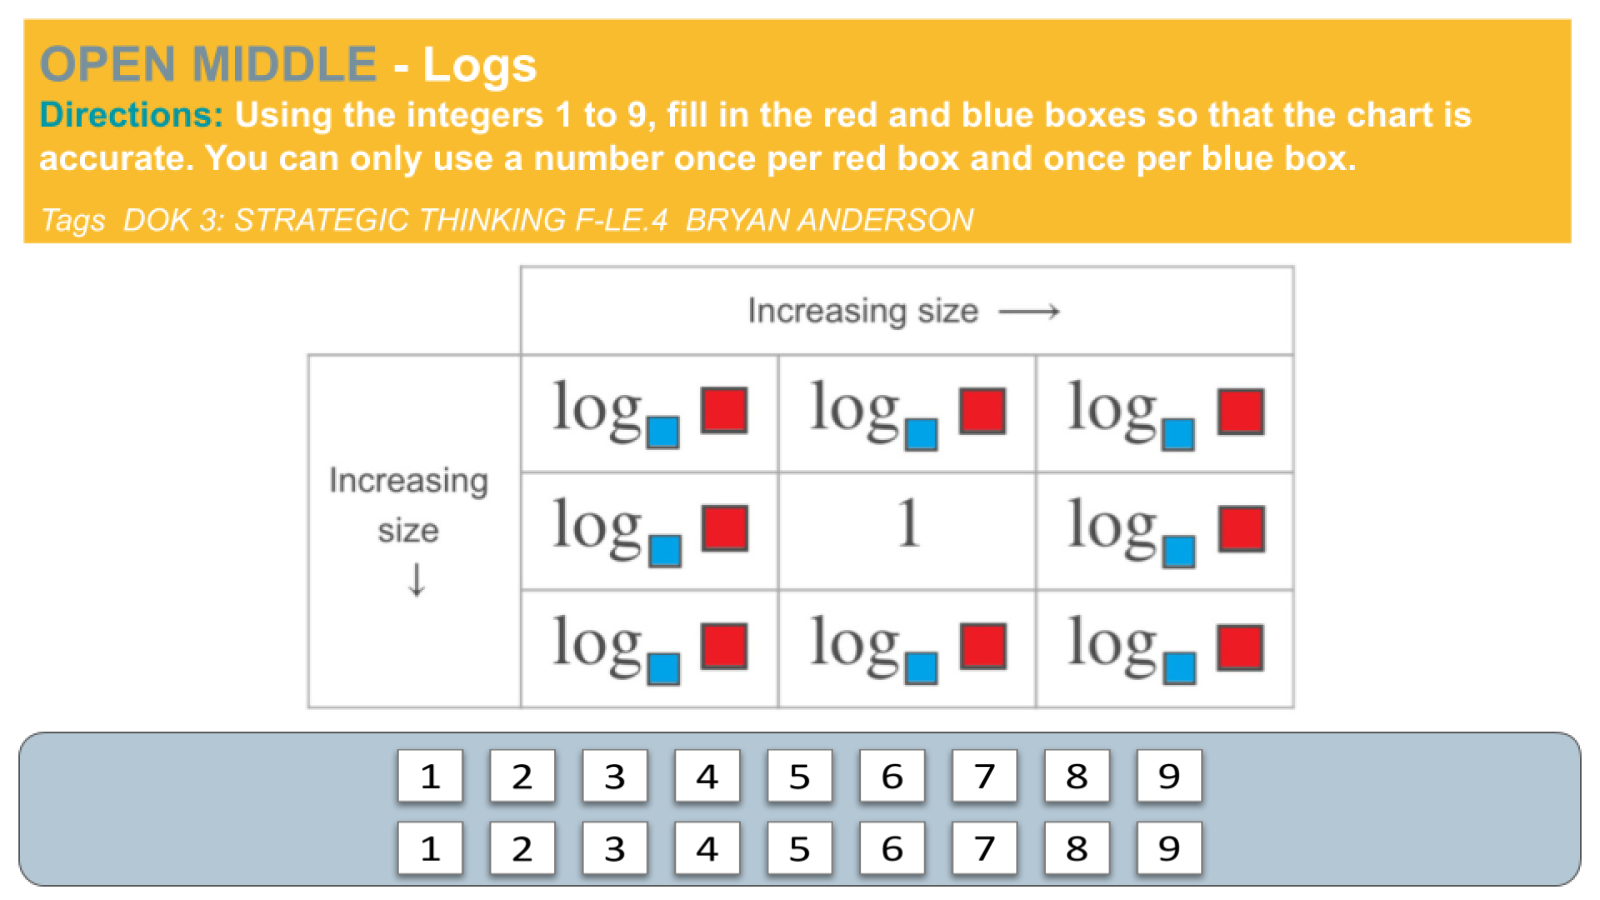 OPEN MIDDLE - Logs
Directions: Using the integers 1 to 9, fill in the red and blue boxes so that the chart is
accurate. You can only use a number once per red box and once per blue box.
Tags DOK 3: STRATEGIC THINKING F-LE.4 BRYAN ANDERSON
Increasing size →
log log log
Increasing
size
↓
log 1 log
log log log
1 2 3 4 5 6 7 8 9
1 2 3 4 5 6 7 8 9